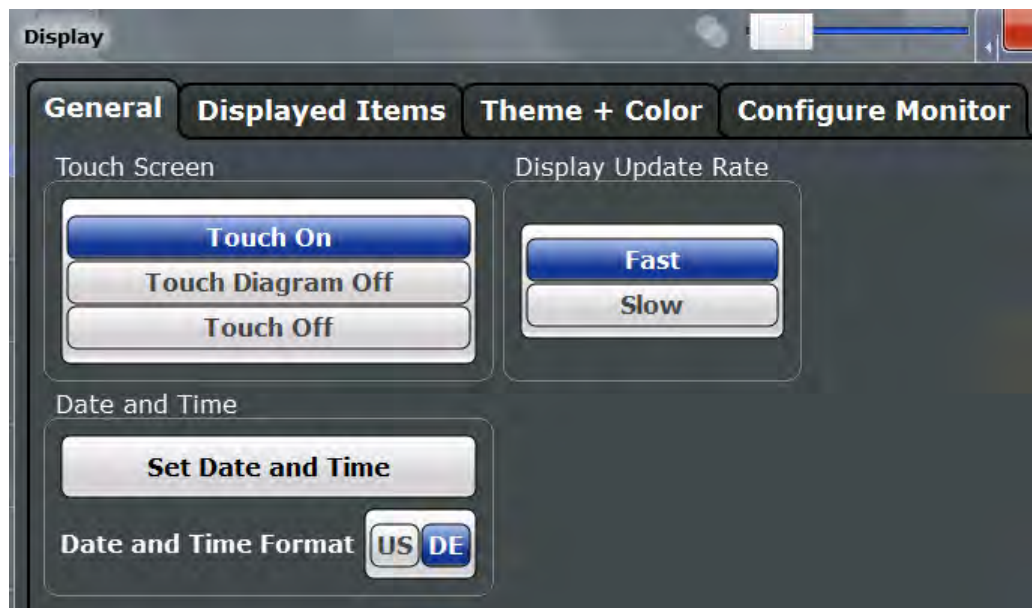 Display
General Displayed Items Theme + Color Configure Monitor
Touch Screen Display Update Rate
Touch On
Touch Diagram Off
Touch Off
Fast
Slow
Date and Time
Set Date and Time
Date and Time Format US DE